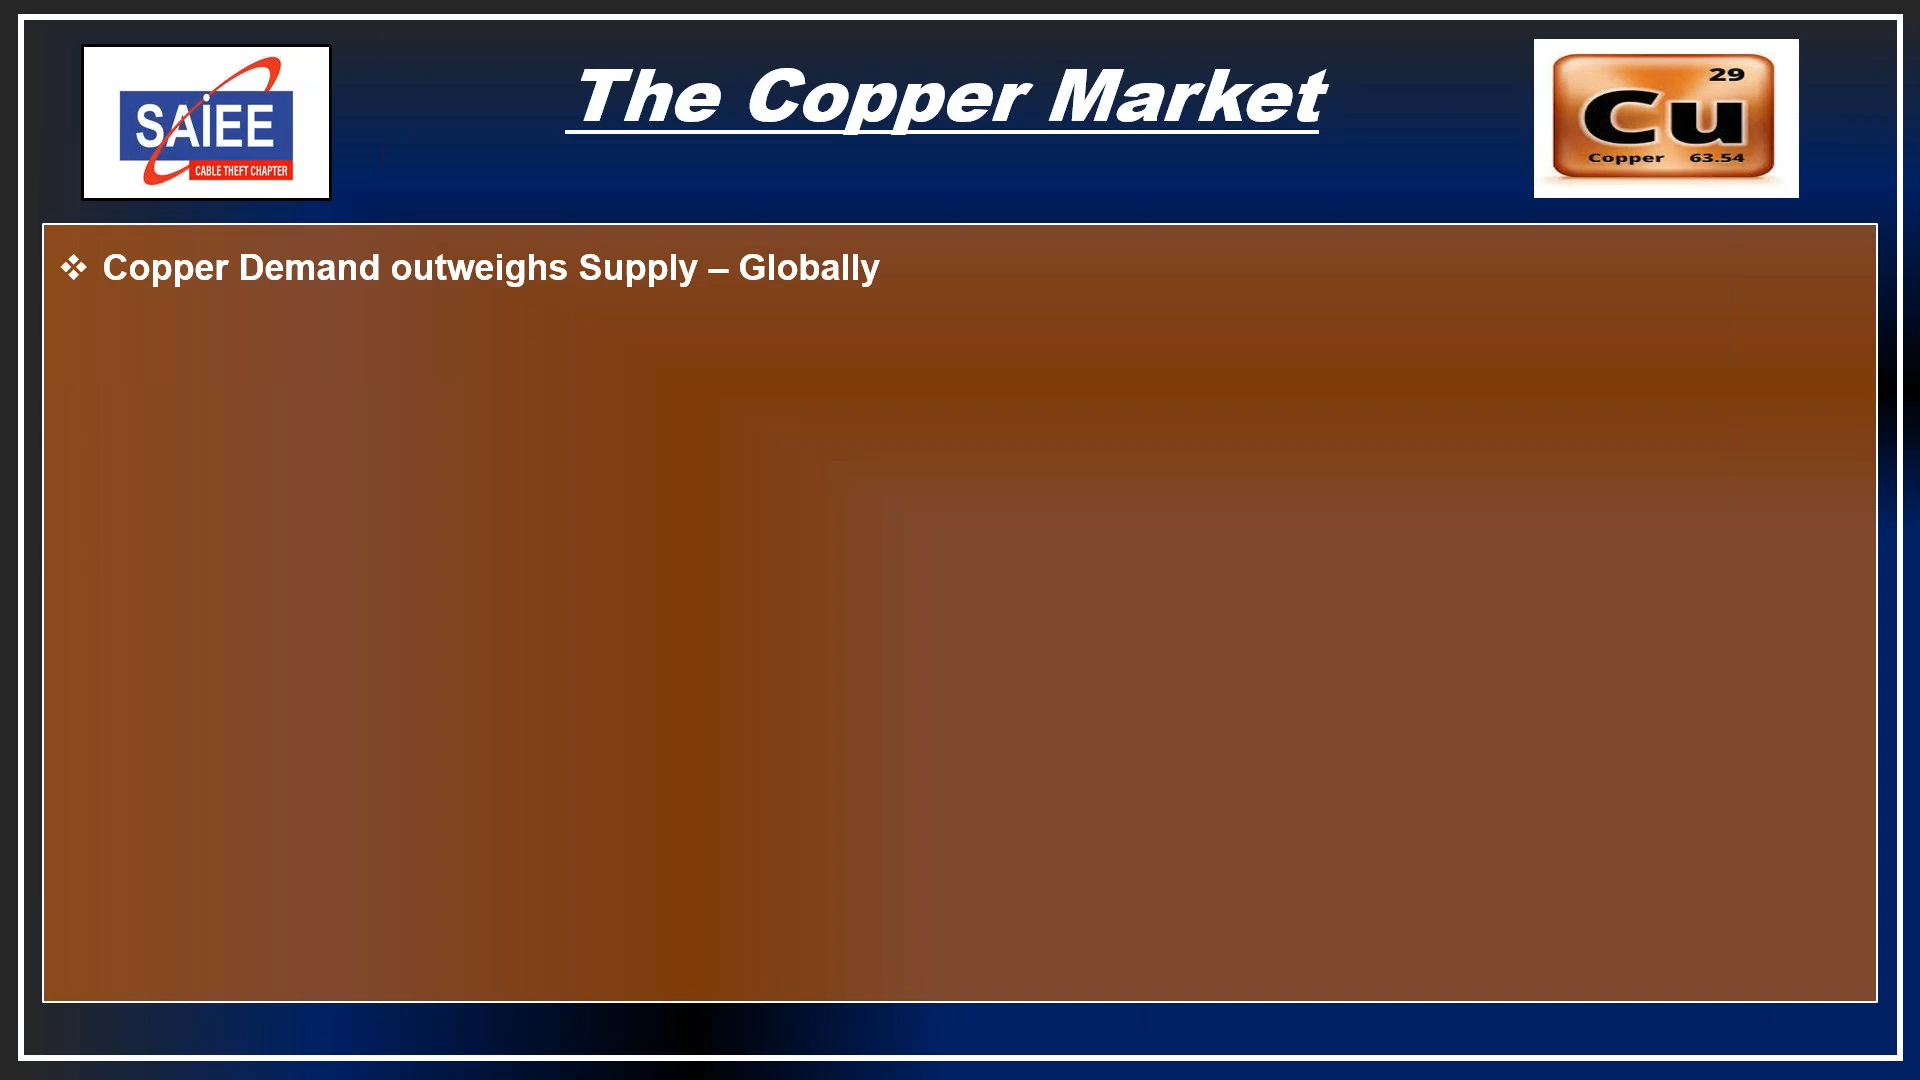 SAiEE
CABLE THEFT CHAPTER
The Copper Market
29
Cu
Copper 63.54
❖ Copper Demand outweighs Supply – Globally